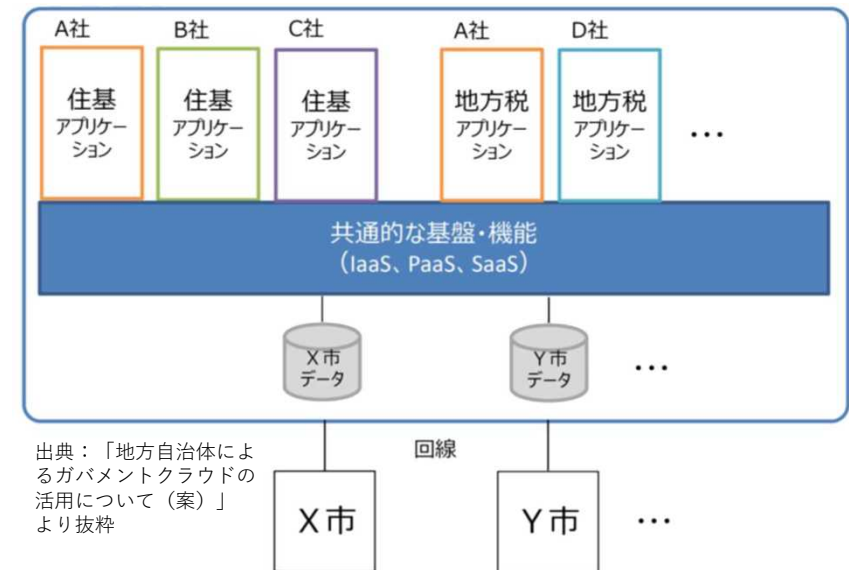 A社
B社
C社
A社
D社
住基
アプリケー
ション
住基
アプリケー
ション
住基
アプリケー
ション
地方税
アプリケー
ション
地方税
アプリケー
ション
…
共通的な基盤・機能
（IaaS、PaaS、SaaS）
X市
データ
Y市
データ
…
出典：「地方自治体によ
るガバメントクラウドの
活用について（案）」
より抜粋
回線
X市
Y市
…